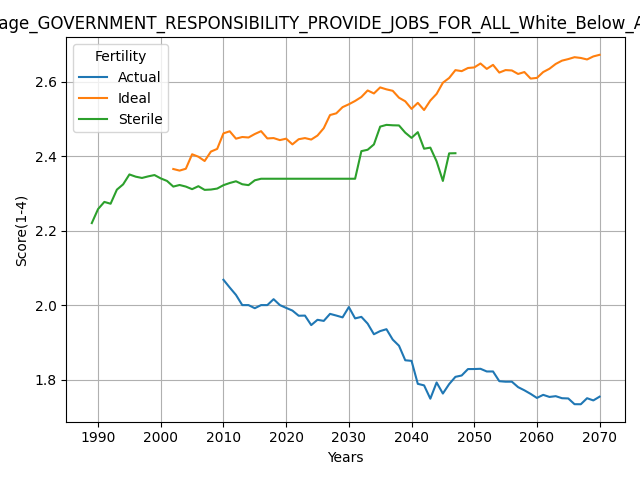 age_GOVERNMENT_RESPONSIBILITY_PROVIDE_JOBS_FOR_ALL_White_Below_A
Fertility
Actual
Ideal
Sterile
Score(1-4)
2.6
2.4
2.2
2.0
1.8
1990 2000 2010 2020 2030 2040 2050 2060 2070
Years